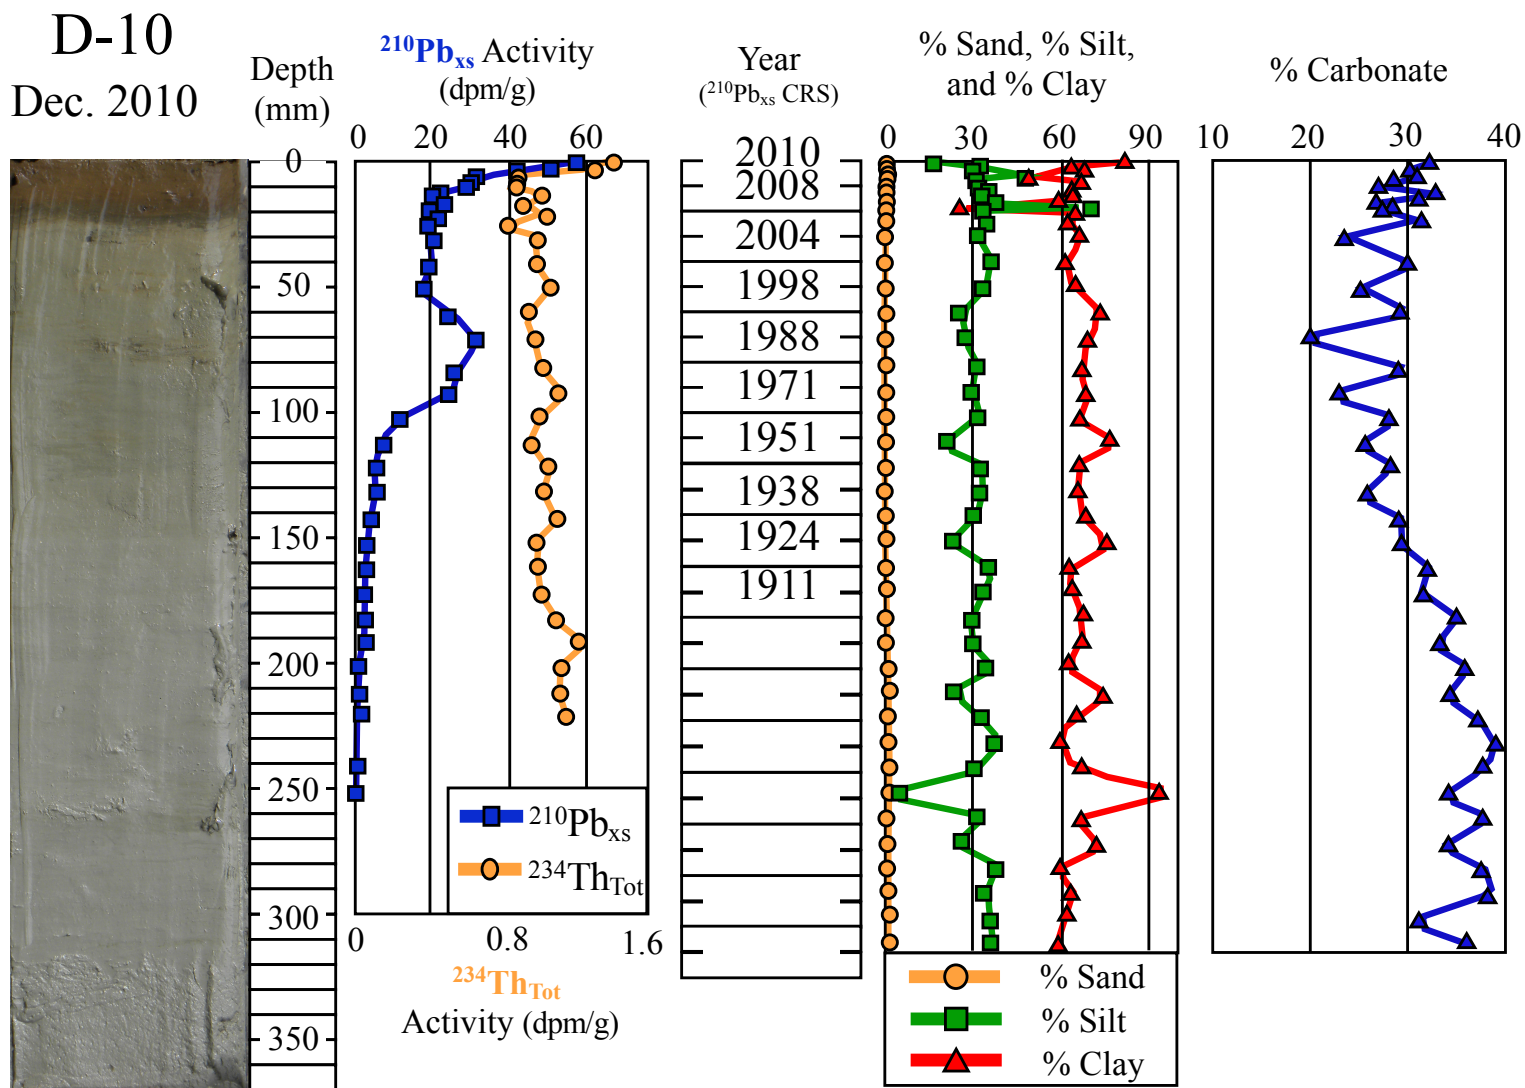 D-10
Dec. 2010
Depth
(mm)
0
50
100
150
200
250
300
350
²¹⁰Pbₓₛ Activity
(dpm/g)
0 20 40 60
²¹⁰Pbₓₛ
²³⁴Th_Tot
0 0.8 1.6
²³⁴Th_Tot
Activity (dpm/g)
Year
(²¹⁰Pbₓₛ CRS)
2010
2008
2004
1998
1988
1971
1951
1938
1924
1911
% Sand, % Silt,
and % Clay
0 30 60 90
% Sand
% Silt
% Clay
% Carbonate
10 20 30 40